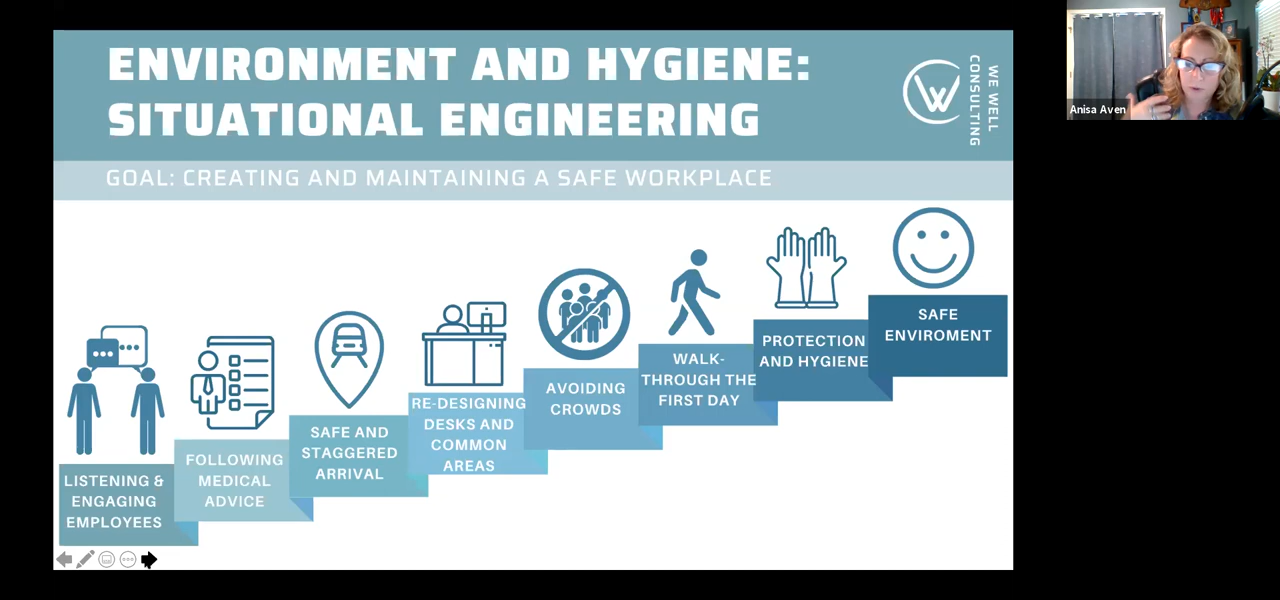 ENVIRONMENT AND HYGIENE:
SITUATIONAL ENGINEERING
WE WELL
CONSULTING
GOAL: CREATING AND MAINTAINING A SAFE WORKPLACE
Anisa Aven
LISTENING &
ENGAGING
EMPLOYEES
FOLLOWING
MEDICAL
ADVICE
SAFE AND
STAGGERED
ARRIVAL
RE-DESIGNING
DESKS AND
COMMON
AREAS
AVOIDING
CROWDS
WALK-
THROUGH THE
FIRST DAY
PROTECTION
AND HYGIENE
SAFE
ENVIROMENT